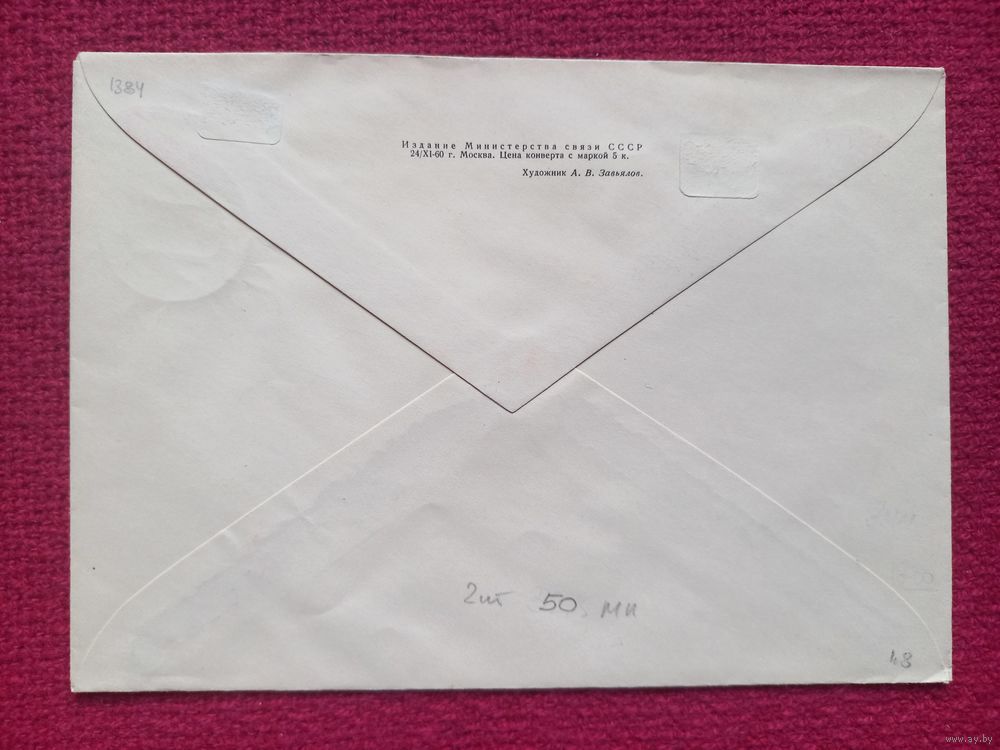 1384
Издание Министерства связи СССР
24/XI-60 г. Москва. Цена конверта с маркой 5 к.
Художник А. В. Завьялов.
2шт 50. мк
48
www.ay.by